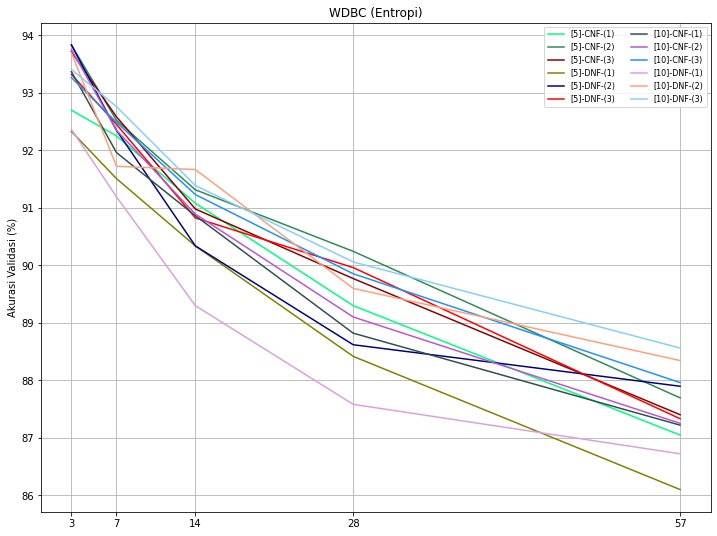 WDBC (Entropi)
Akurasi Validasi (%)
94
93
92
91
90
89
88
87
86
[5]-CNF-(1)
[5]-CNF-(2)
[5]-CNF-(3)
[5]-DNF-(1)
[5]-DNF-(2)
[5]-DNF-(3)
[10]-CNF-(1)
[10]-CNF-(2)
[10]-CNF-(3)
[10]-DNF-(1)
[10]-DNF-(2)
[10]-DNF-(3)
3 7 14 28 57